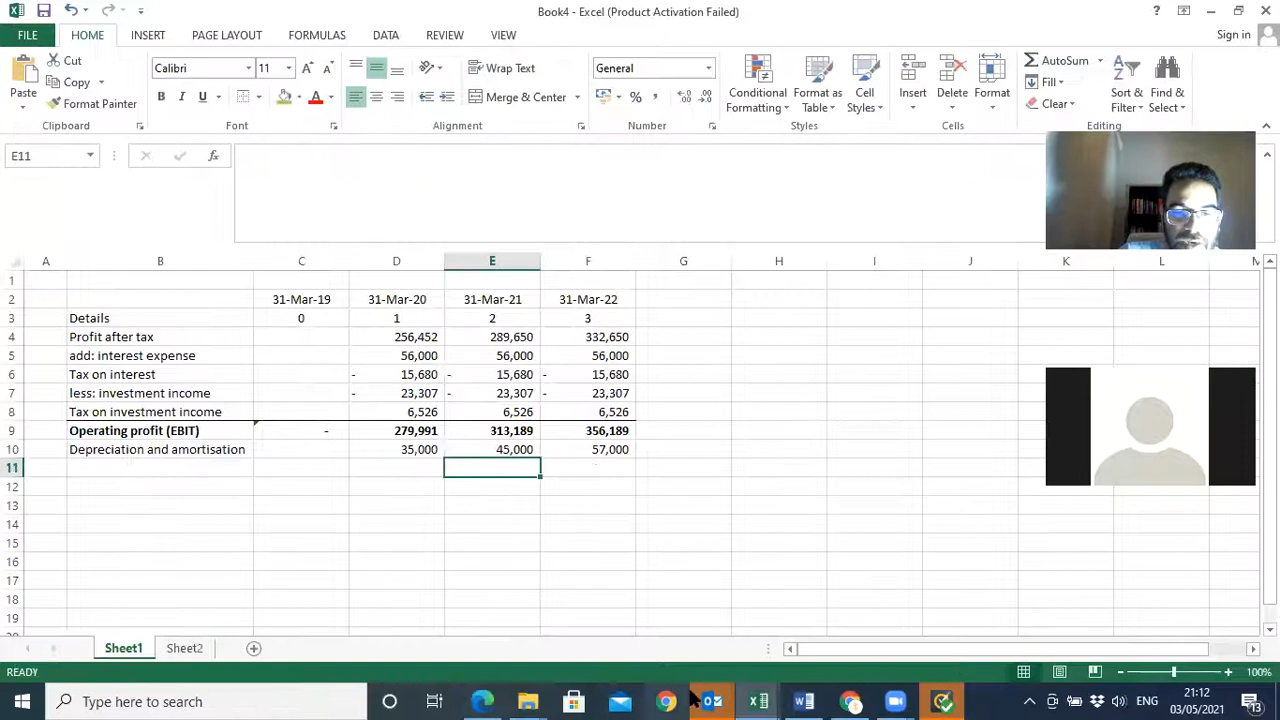 Book4 - Excel (Product Activation Failed)
FILE HOME INSERT PAGE LAYOUT FORMULAS DATA REVIEW VIEW Sign in
Paste Cut Copy Format Painter Clipboard
Calibri 11 B I U A Font
Wrap Text Merge & Center Alignment
General % , Number
Conditional Formatting Format as Table Cell Styles Styles
Insert Delete Format Cells
AutoSum Fill Clear Sort & Filter Find & Select Editing
E11 fx
A B C D E F G H I J K L M
1
2 31-Mar-19 31-Mar-20 31-Mar-21 31-Mar-22
3 Details 0 1 2 3
4 Profit after tax 256,452 289,650 332,650
5 add: interest expense 56,000 56,000 56,000
6 Tax on interest - 15,680 - 15,680 - 15,680
7 less: investment income - 23,307 - 23,307 - 23,307
8 Tax on investment income 6,526 6,526 6,526
9 Operating profit (EBIT) - 279,991 313,189 356,189
10 Depreciation and amortisation 35,000 45,000 57,000
11
12
13
14
15
16
17
18
19
Sheet1 Sheet2
READY 100%
Type here to search ENG 21:12
03/05/2021 13